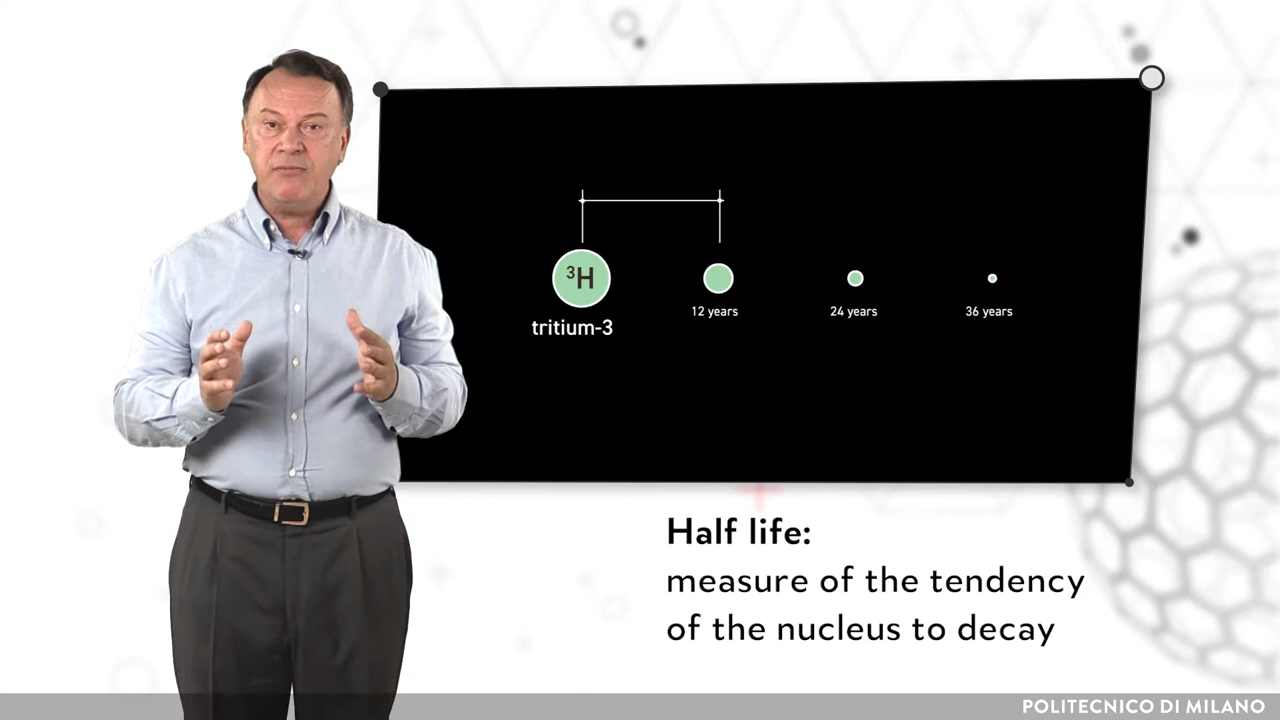 ³H
tritium-3
12 years
24 years
36 years
Half life:
measure of the tendency
of the nucleus to decay
POLITECNICO DI MILANO